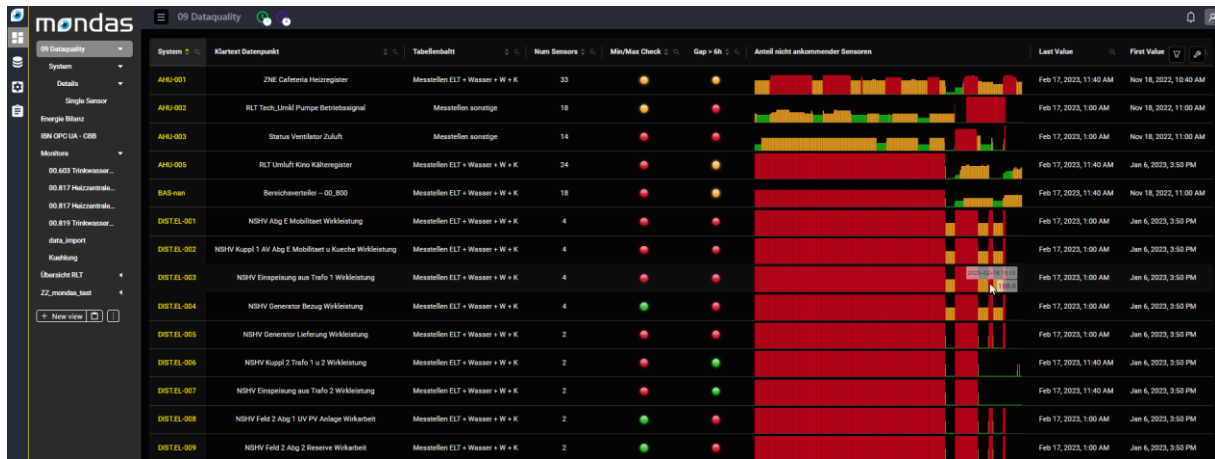 mondas
09 Dataquality
09 Dataquality
System
Details
Single Sensor
Energie Bilanz
IBN OPC UA - CBB
Monitore
00.603 Trinkwasser...
00.817 Heizzentrale...
00.817 Heizzentrale...
00.819 Trinkwasser...
data_import
Kuehlung
Übersicht RLT
ZZ_mondas_test
+ New view
System Klartext Datenpunkt Tabellenbaltt Num Sensors Min/Max Check Gap > 6h Anteil nicht ankommender Sensoren Last Value First Value
AHU-001 ZNE Cafeteria Heizregister Messtellen ELT + Wasser + W + K 33 Feb 17, 2023, 11:40 AM Nov 18, 2022, 10:40 AM
AHU-002 RLT Tech_Umkl Pumpe Betriebssignal Messtellen sonstige 18 Feb 17, 2023, 1:00 AM Nov 18, 2022, 11:00 AM
AHU-003 Status Ventilator Zuluft Messtellen sonstige 14 Feb 17, 2023, 1:00 AM Nov 18, 2022, 11:00 AM
AHU-005 RLT Umluft Kino Kälteregister Messtellen ELT + Wasser + W + K 24 Feb 17, 2023, 11:40 AM Jan 6, 2023, 3:50 PM
BAS-nan Bereichaverteiler – 00_800 Messtellen ELT + Wasser + W + K 18 Feb 17, 2023, 11:40 AM Nov 18, 2022, 11:00 AM
DIST.EL-001 NSHV Abg E Mobilitaet Wirkleistung Messtellen ELT + Wasser + W + K 4 Feb 17, 2023, 1:00 AM Jan 6, 2023, 3:50 PM
DIST.EL-002 NSHV Kuppl 1 AV Abg E Mobilitaet u Kueche Wirkleistung Messtellen ELT + Wasser + W + K 4 Feb 17, 2023, 1:00 AM Jan 6, 2023, 3:50 PM
DIST.EL-003 NSHV Einspeisung aus Trafo 1 Wirkleistung Messtellen ELT + Wasser + W + K 4 100.0 Feb 17, 2023, 1:00 AM Jan 6, 2023, 3:50 PM
DIST.EL-004 NSHV Generator Bezug Wirkleistung Messtellen ELT + Wasser + W + K 4 Feb 17, 2023, 1:00 AM Jan 6, 2023, 3:50 PM
DIST.EL-005 NSHV Generator Lieferung Wirkleistung Messtellen ELT + Wasser + W + K 2 Feb 17, 2023, 1:00 AM Jan 6, 2023, 3:50 PM
DIST.EL-006 NSHV Kuppl 2 Trafo 1 u 2 Wirkleistung Messtellen ELT + Wasser + W + K 2 Feb 17, 2023, 11:40 AM Jan 6, 2023, 3:50 PM
DIST.EL-007 NSHV Einspeisung aus Trafo 2 Wirkleistung Messtellen ELT + Wasser + W + K 2 Feb 17, 2023, 11:40 AM Jan 6, 2023, 3:50 PM
DIST.EL-008 NSHV Feld 2 Abg 1 UV PV Anlage Wirkarbeit Messtellen ELT + Wasser + W + K 2 Feb 17, 2023, 1:00 AM Jan 6, 2023, 3:50 PM
DIST.EL-009 NSHV Feld 2 Abg 2 Reserve Wirkarbeit Messtellen ELT + Wasser + W + K 2 Feb 17, 2023, 1:00 AM Jan 6, 2023, 3:50 PM